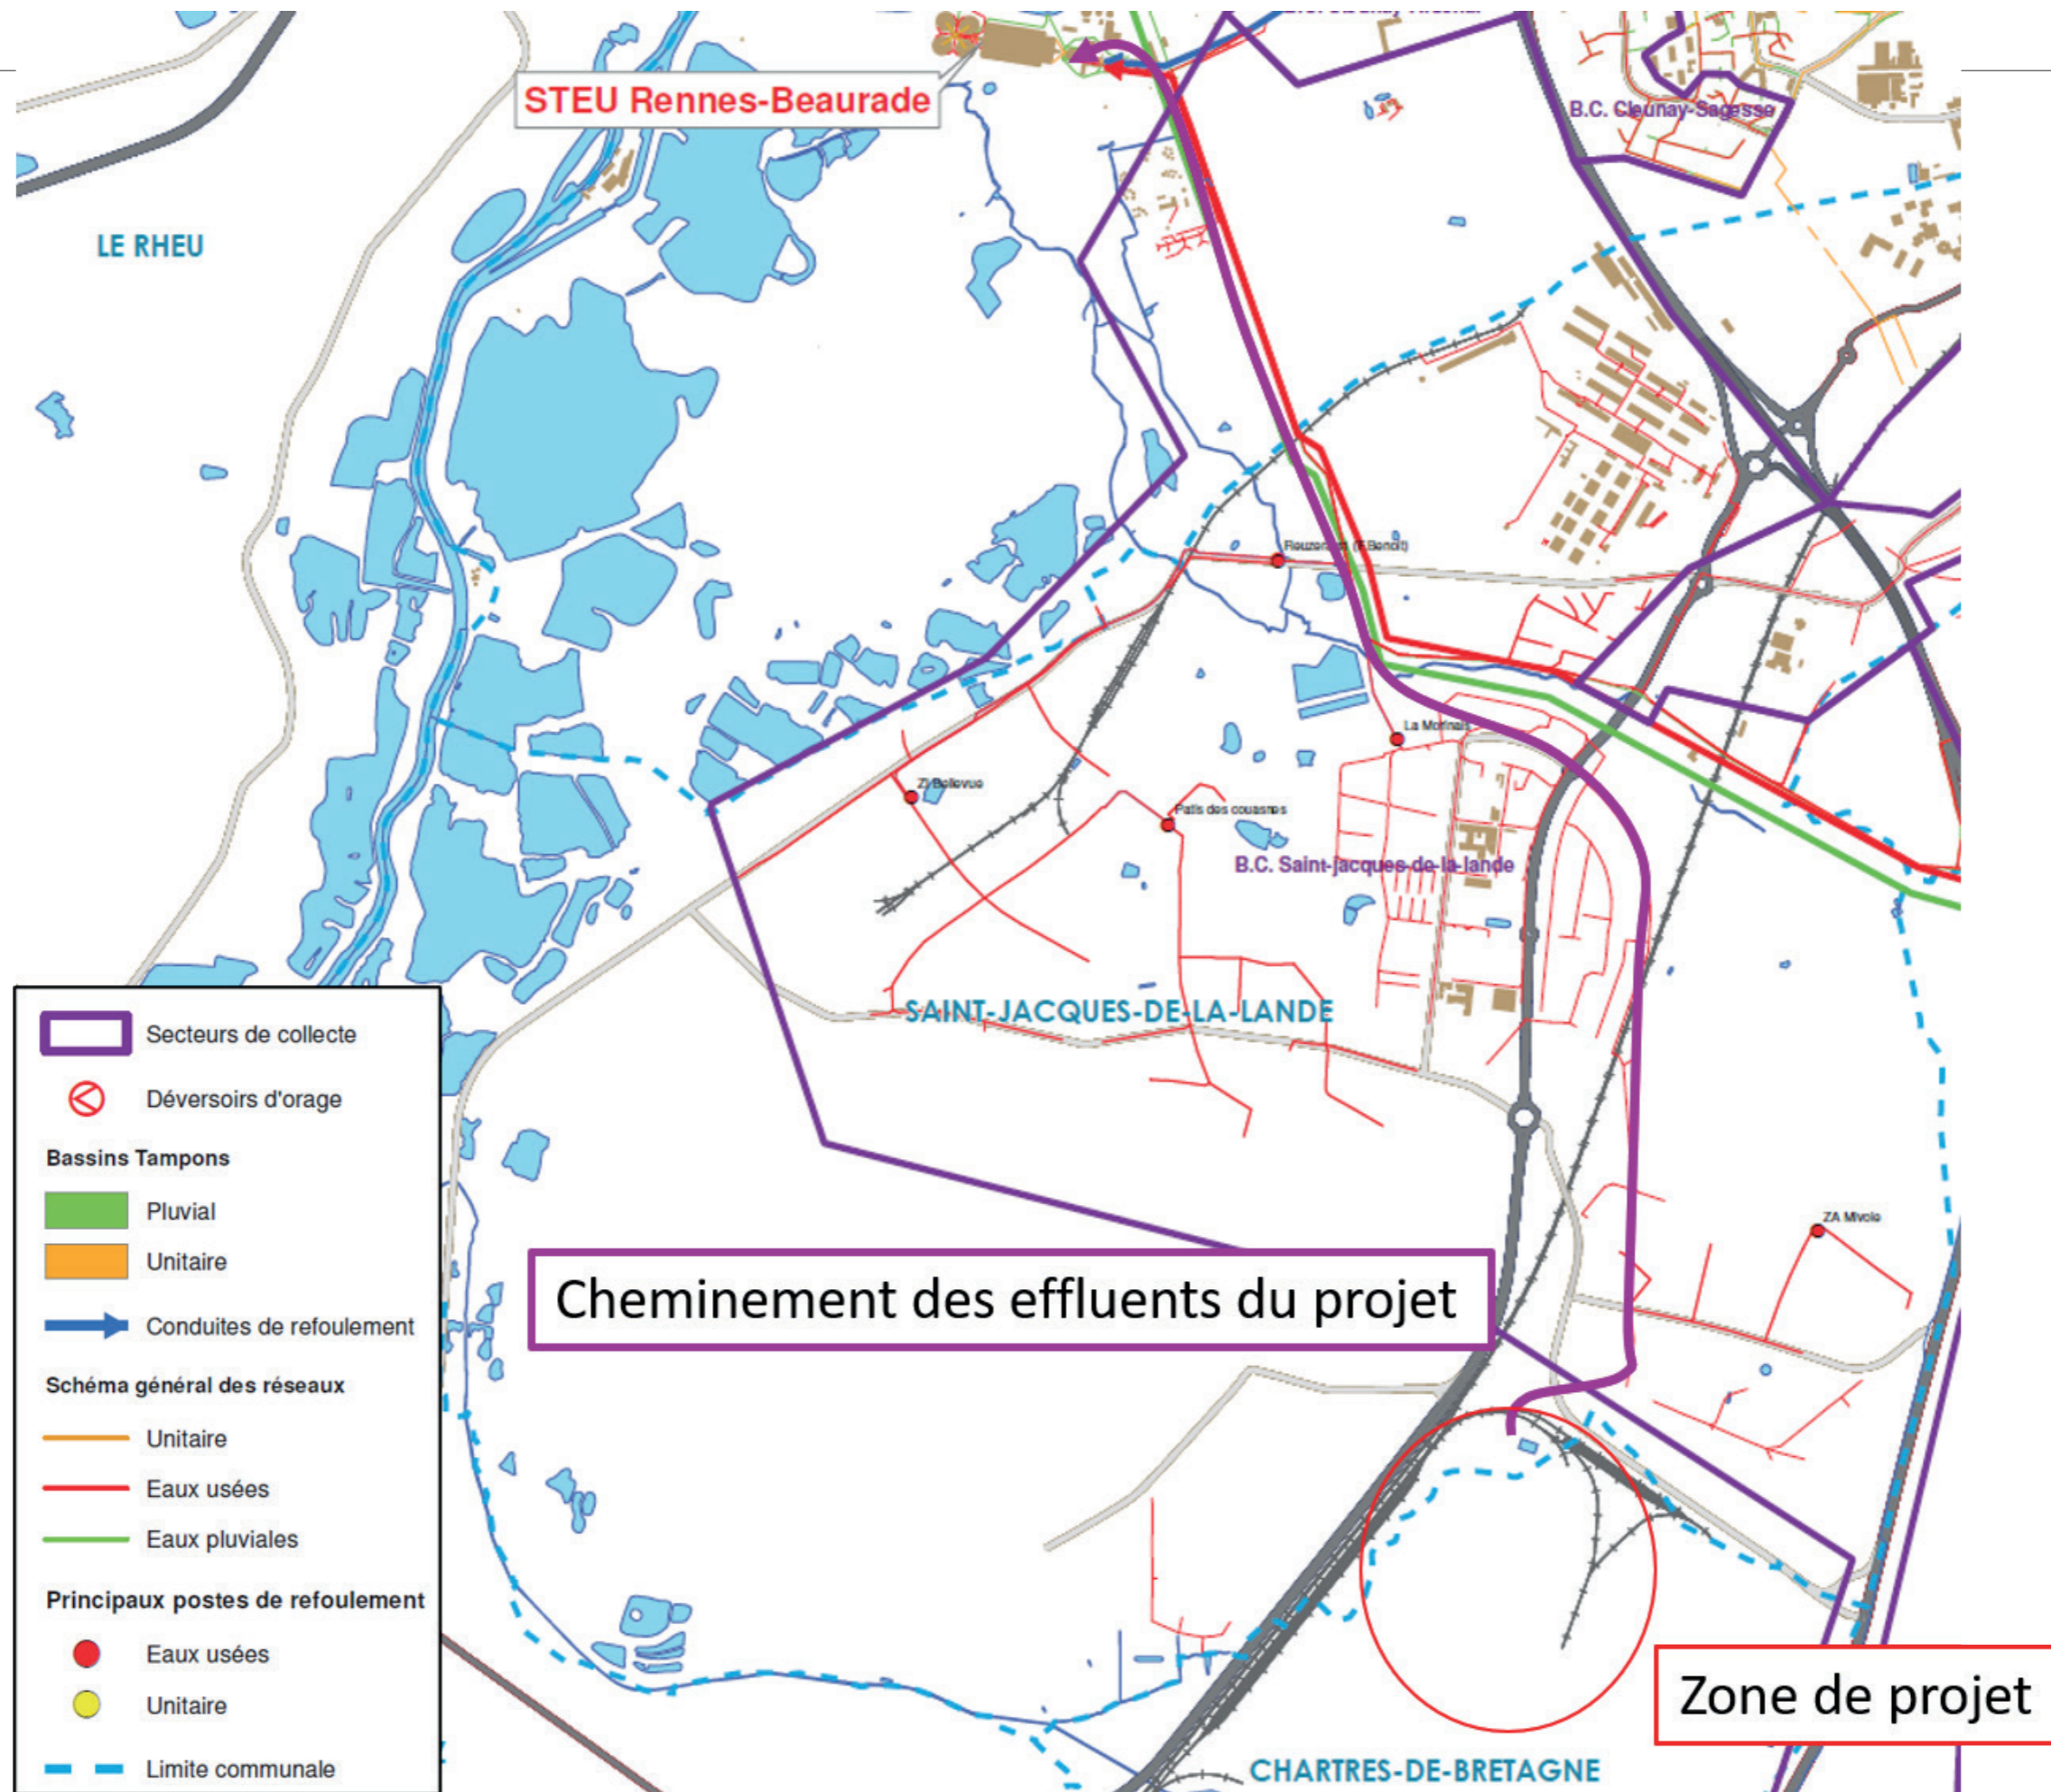 STEU Rennes-Beaurade
B.C. Cleunay-Sagesse
LE RHEU
(F.Benoit)
La Morinais
ZI Bellevue
Patis des couasnes
B.C. Saint-jacques-de-la-lande
SAINT-JACQUES-DE-LA-LANDE
ZA Mivoie
Cheminement des effluents du projet
Zone de projet
CHARTRES-DE-BRETAGNE
Secteurs de collecte
Déversoirs d'orage
Bassins Tampons
Pluvial
Unitaire
Conduites de refoulement
Schéma général des réseaux
Unitaire
Eaux usées
Eaux pluviales
Principaux postes de refoulement
Eaux usées
Unitaire
Limite communale